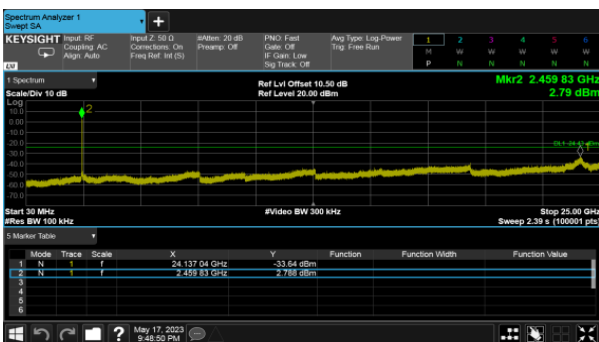 Spectrum Analyzer 1
Swept SA
KEYSIGHT Input: RF Input Z: 50 Ω #Atten: 20 dB PNO: Fast Avg Type: Log-Power 1 2 3 4 5 6
Coupling: AC Corrections: On Preamp: Off Gate: Off Trig: Free Run M W W W W W
Align: Auto Freq Ref: Int (S) IF Gain: Low P N N N N N
Sig Track: Off
LXI
1 Spectrum Ref Lvl Offset 10.50 dB Mkr2 2.459 83 GHz
Scale/Div 10 dB Ref Level 20.00 dBm 2.79 dBm
Log
10.0
0.00
-10.0
-20.0
-30.0
-40.0
-50.0
-60.0
-70.0
2
DL1 -24.43 dBm
1
Start 30 MHz #Video BW 300 kHz Stop 25.00 GHz
#Res BW 100 kHz Sweep 2.39 s (100001 pts)
5 Marker Table
Mode Trace Scale X Y Function Function Width Function Value
1 N 1 f 24.137 04 GHz -33.64 dBm
2 N 1 f 2.459 83 GHz 2.788 dBm
3
4
5
6
? May 17, 2023
9:48:50 PM